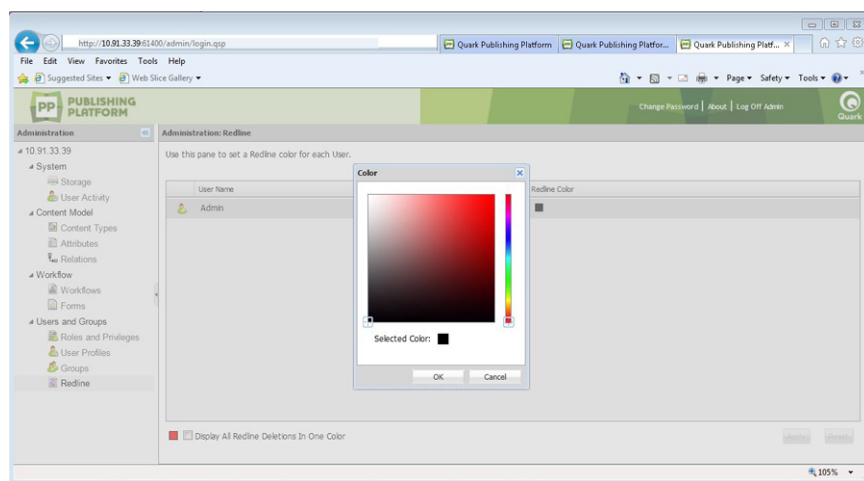 http://10.91.33.39:61400/admin/login.qsp
Quark Publishing Platform
Quark Publishing Platfor...
Quark Publishing Platf...
File Edit View Favorites Tools Help
Suggested Sites Web Slice Gallery
Page Safety Tools
PP PUBLISHING PLATFORM
Change Password | About | Log Off Admin
Quark
Administration
Administration: Redline
10.91.33.39
Use this pane to set a Redline color for each User.
System
Storage
User Activity
Content Model
Content Types
Attributes
Relations
Workflow
Workflows
Forms
Users and Groups
Roles and Privileges
User Profiles
Groups
Redline
User Name
Redline Color
Admin
Color
Selected Color:
OK Cancel
Display All Redline Deletions In One Color
Apply
Reset
105%